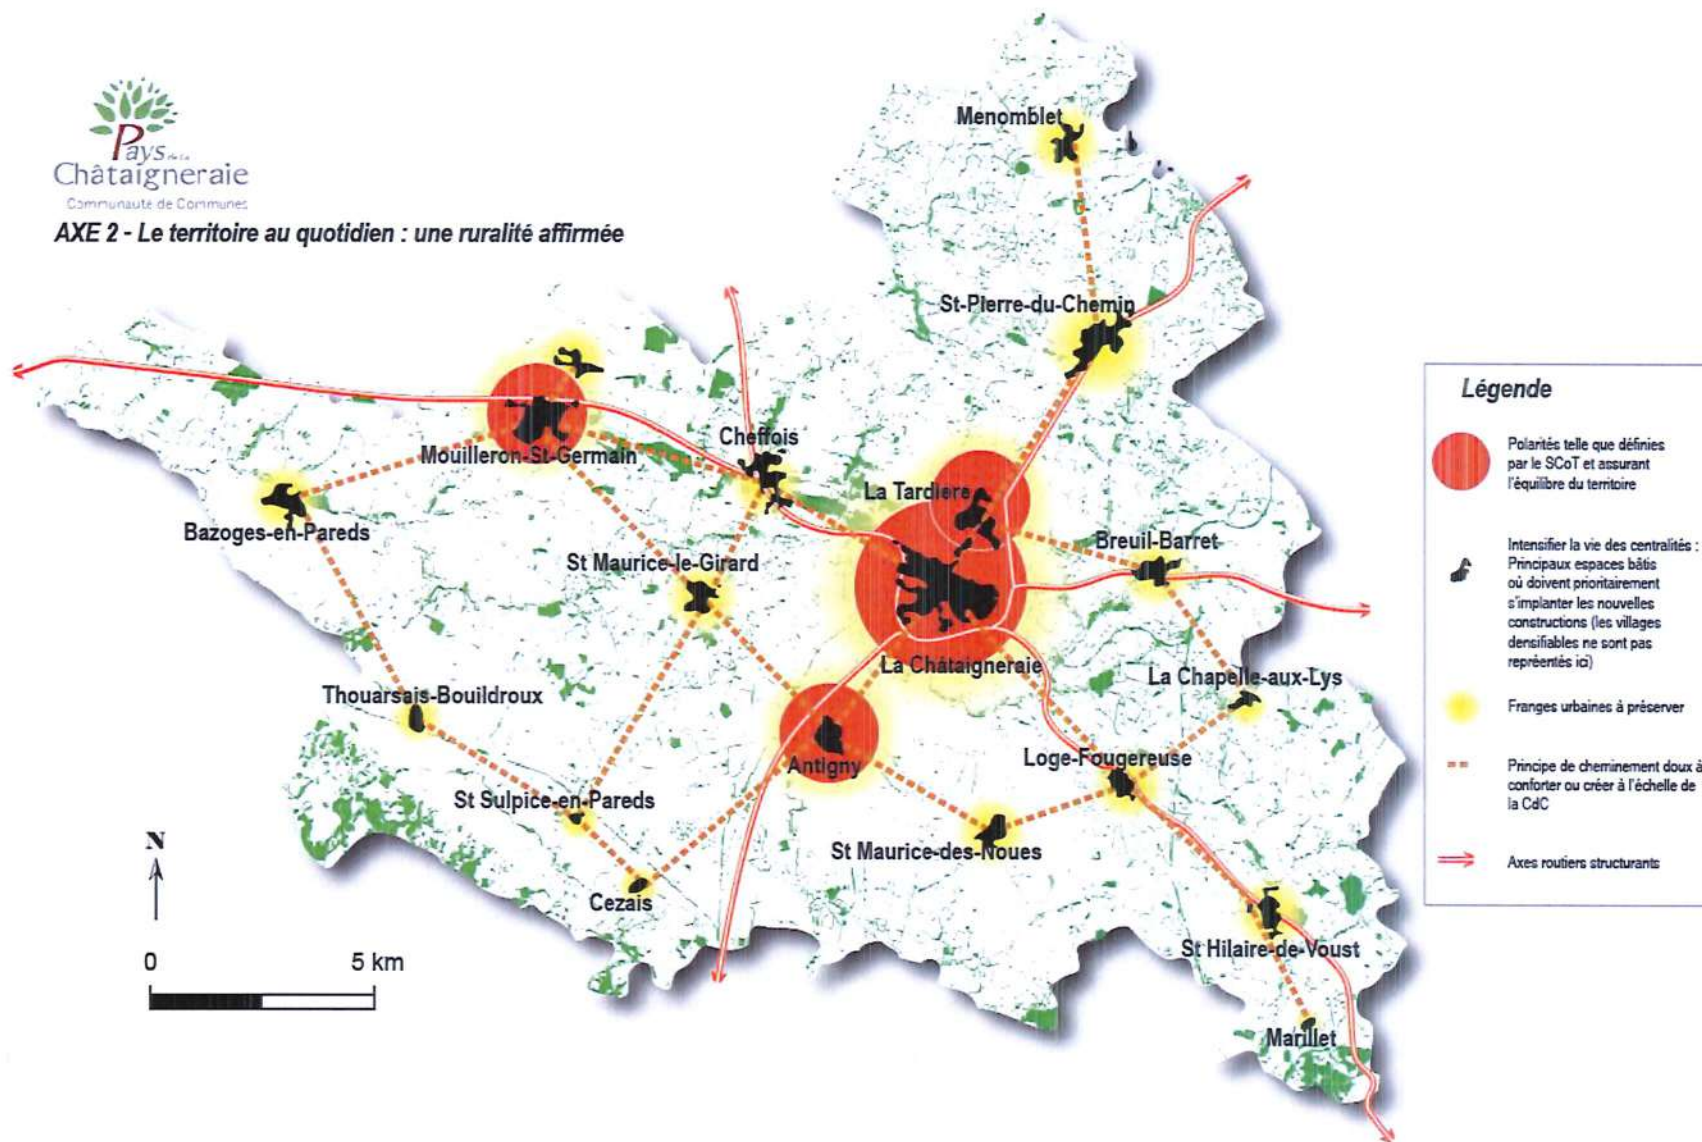 Pays de La
Châtaigneraie
Communauté de Communes
AXE 2 - Le territoire au quotidien : une ruralité affirmée
Menomblet
St-Pierre-du-Chemin
Mouilleron-St-Germain
Cheffois
La Tardiere
Bazoges-en-Pareds
Breuil-Barret
St Maurice-le-Girard
La Châtaigneraie
La Chapelle-aux-Lys
Thouarsais-Bouildroux
Antigny
Loge-Fougereuse
St Sulpice-en-Pareds
St Maurice-des-Noues
Cezais
St Hilaire-de-Voust
Marillet
N
0 5 km
Légende
Polarités telle que définies
par le SCoT et assurant
l'équilibre du territoire
Intensifier la vie des centralités :
Principaux espaces bâtis
où doivent prioritairement
s'implanter les nouvelles
constructions (les villages
densifiables ne sont pas
repréentés ici)
Franges urbaines à préserver
Principe de cheminement doux à
conforter ou créer à l'échelle de
la CdC
Axes routiers structurants